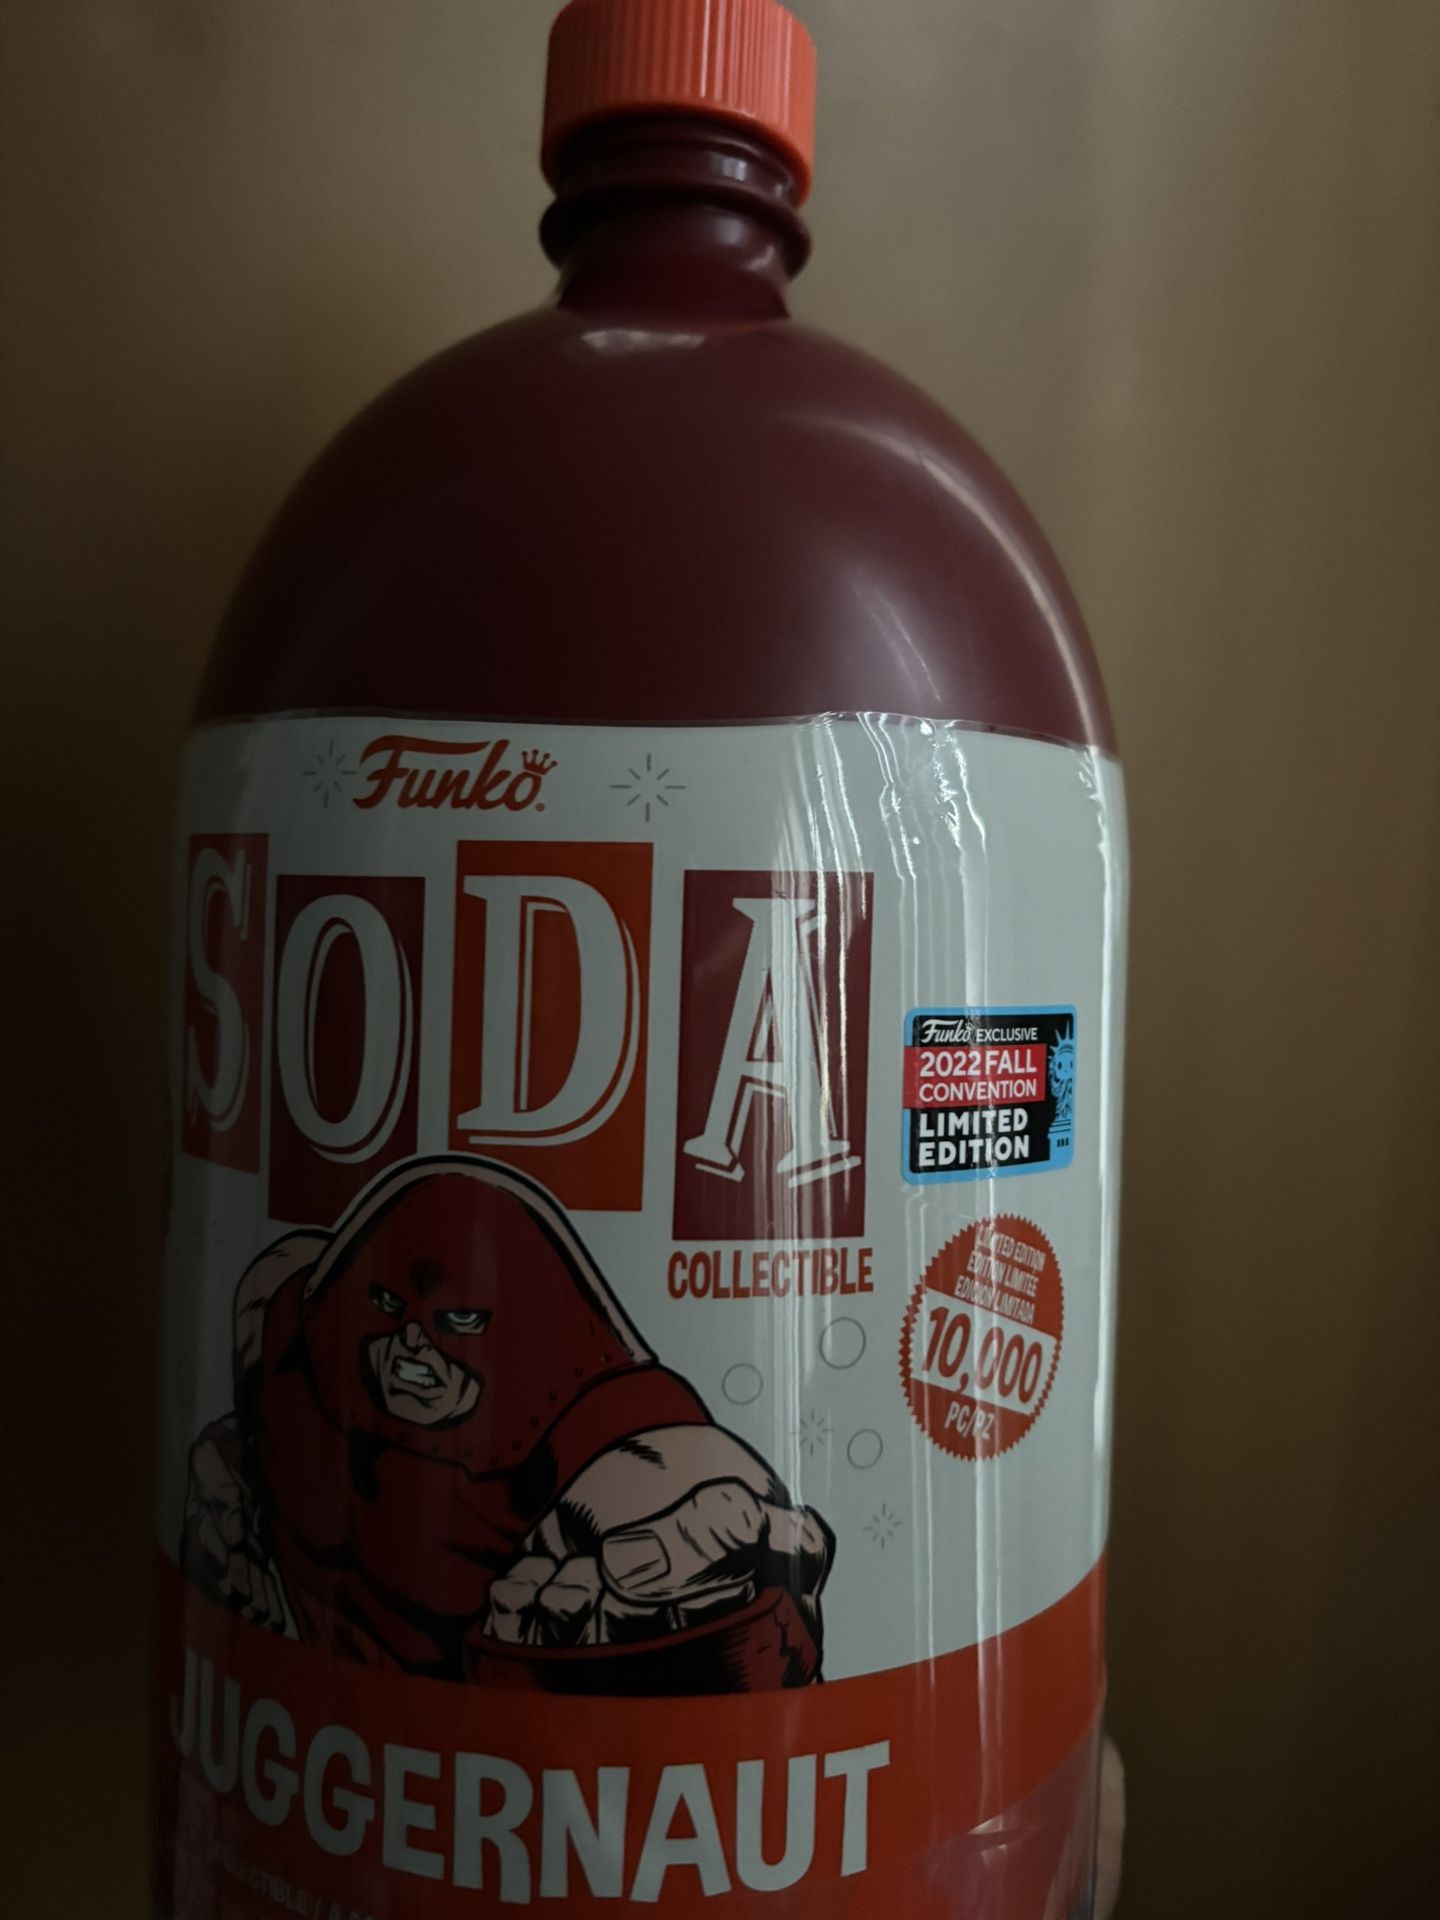 Funko
SODA
COLLECTIBLE
Funko EXCLUSIVE
2022 FALL
CONVENTION
LIMITED
EDITION
LIMITED EDITION
ÉDITION LIMITÉE
EDICIÓN LIMITADA
10,000
PC/PZ
JUGGERNAUT
COLLECTIBLE /